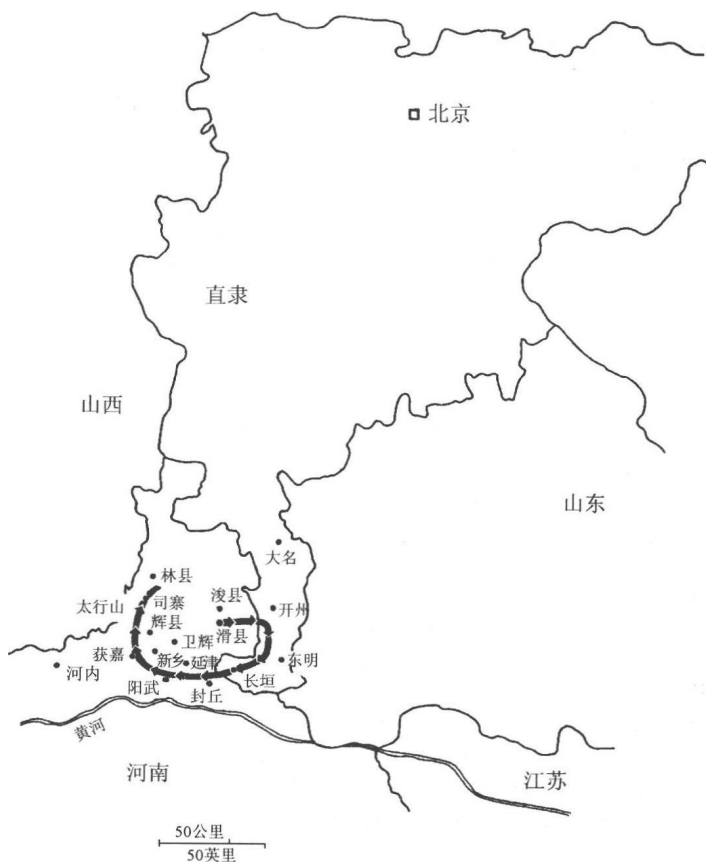 北京
直隶
山西
山东
大名
林县
太行山
司寨
浚县
开州
辉县
滑县
卫辉
获嘉
新乡
延津
东明
河内
长垣
阳武
封丘
黄河
河南
江苏
50公里
50英里